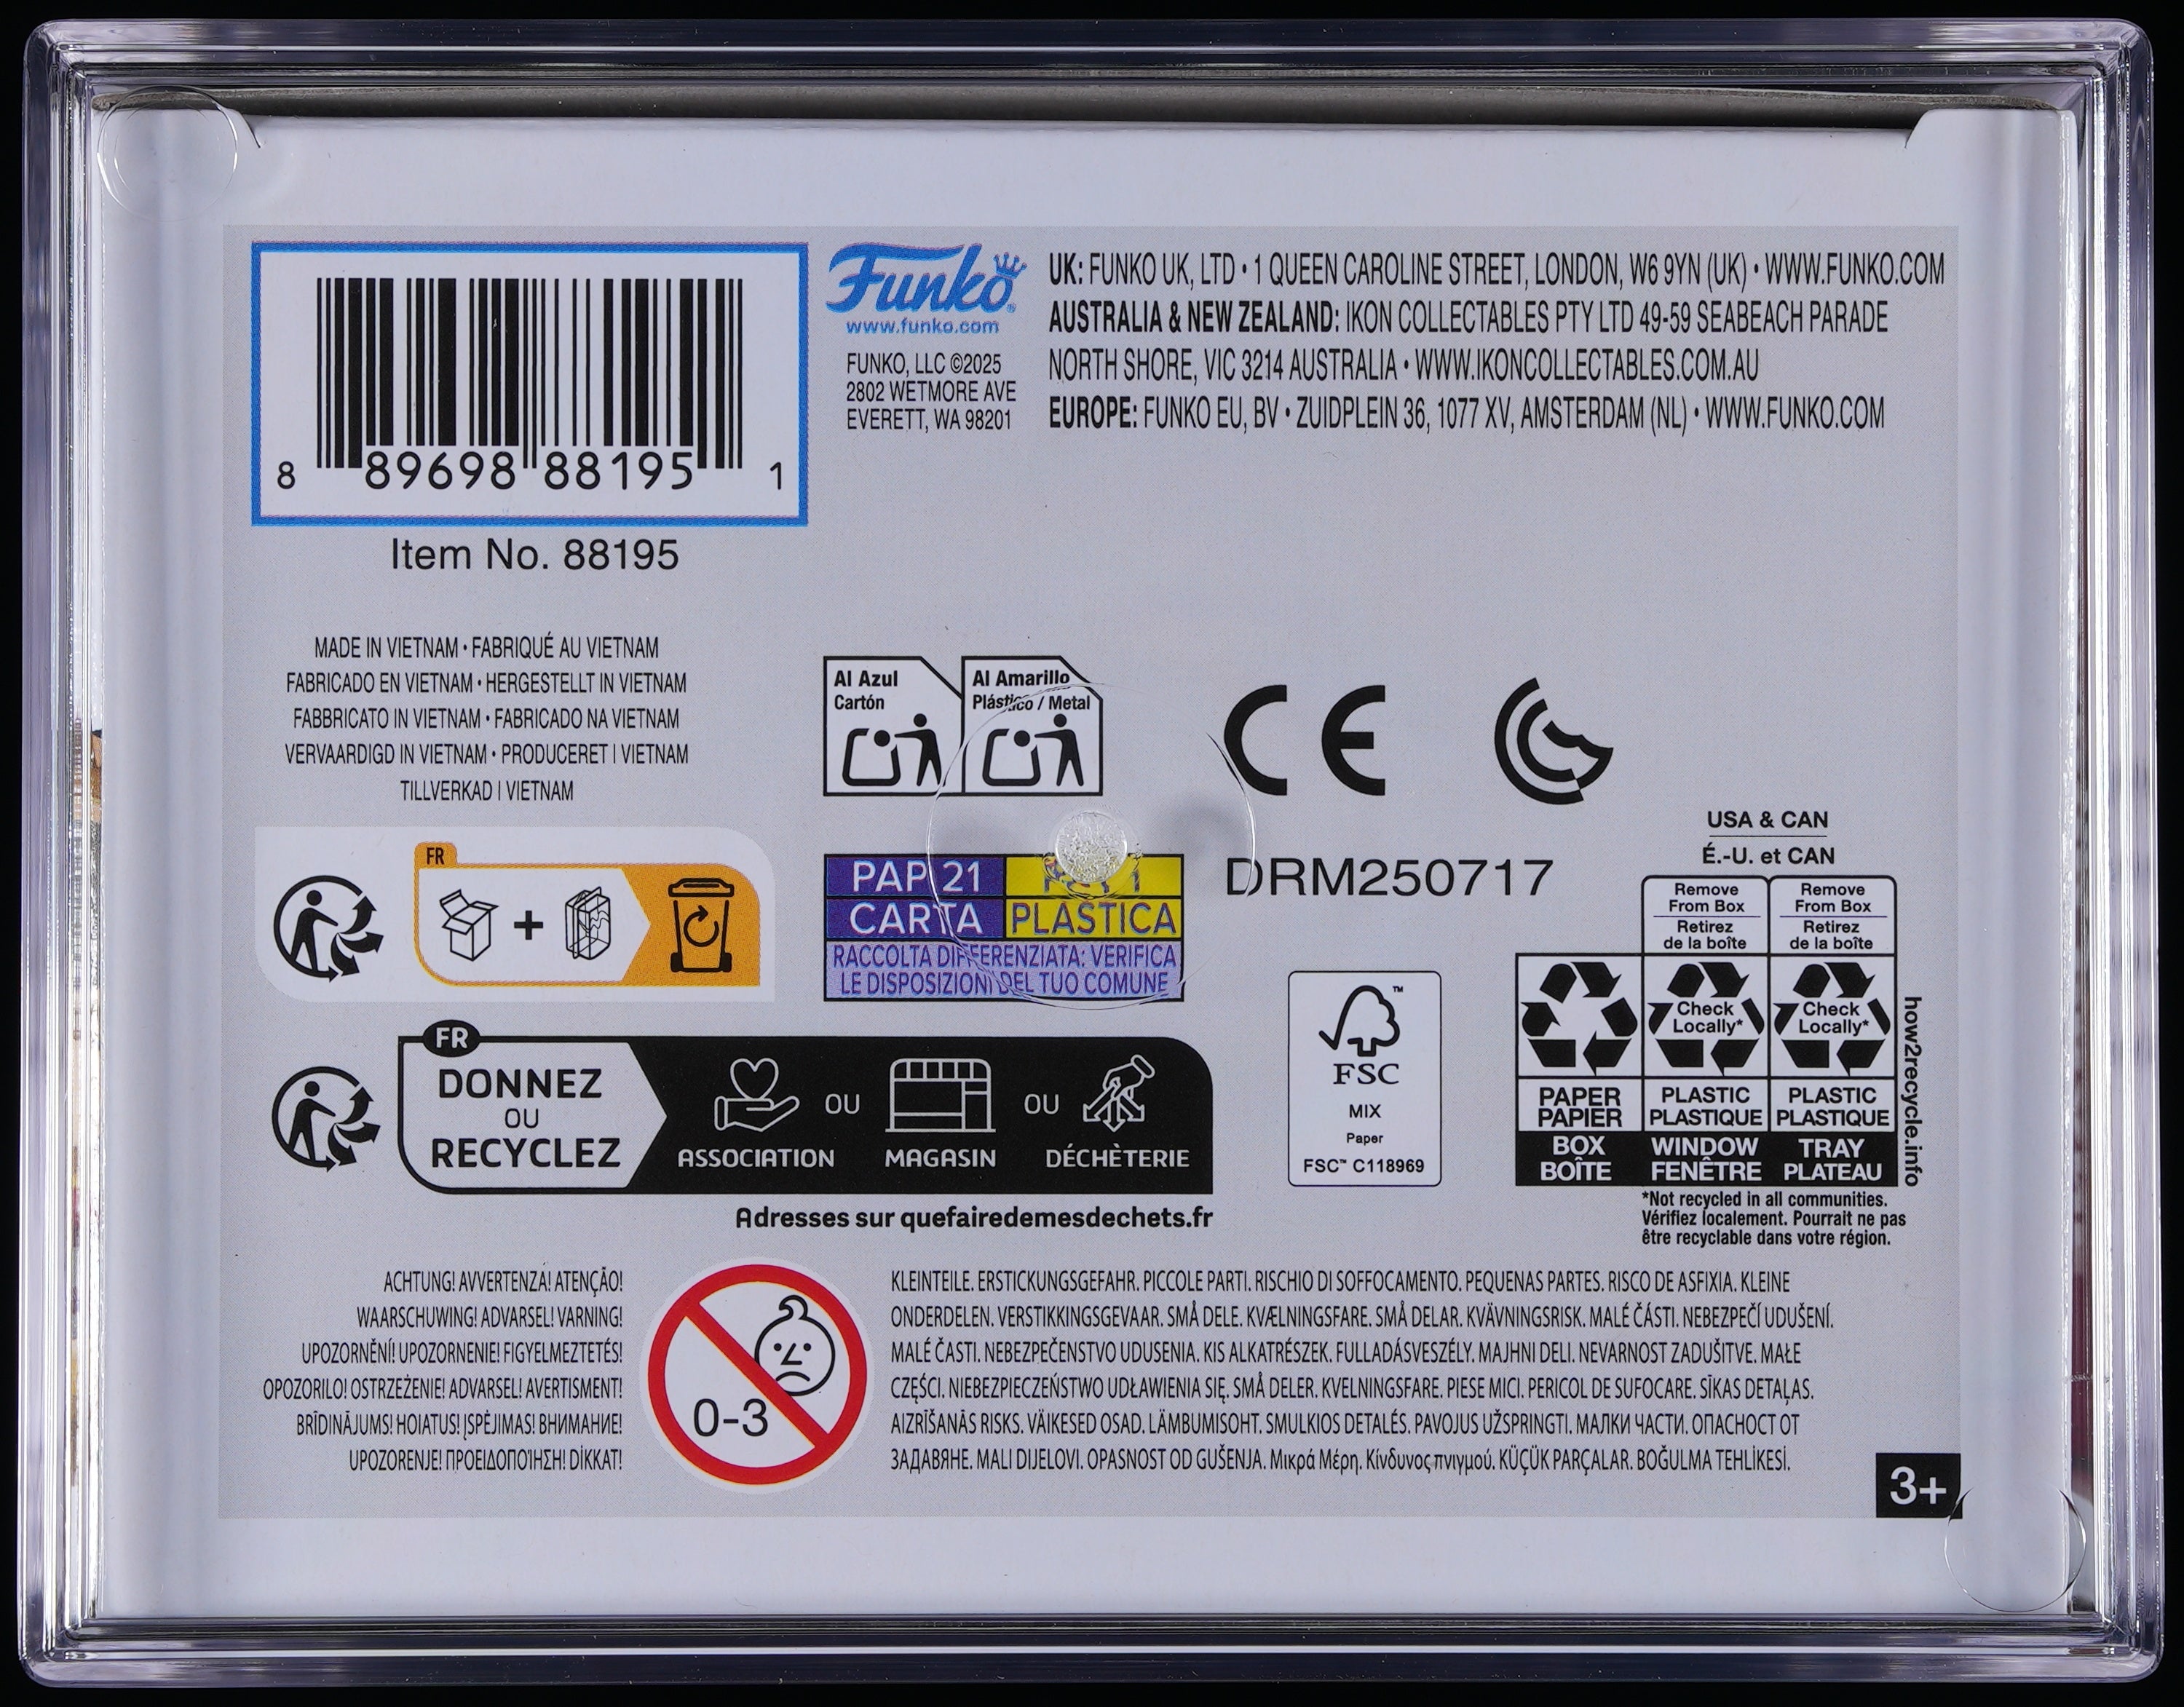 8 89698 88195 1
Item No. 88195
Funko
www.funko.com
FUNKO, LLC ©2025
2802 WETMORE AVE
EVERETT, WA 98201
UK: FUNKO UK, LTD • 1 QUEEN CAROLINE STREET, LONDON, W6 9YN (UK) • WWW.FUNKO.COM
AUSTRALIA & NEW ZEALAND: IKON COLLECTABLES PTY LTD 49-59 SEABEACH PARADE
NORTH SHORE, VIC 3214 AUSTRALIA • WWW.IKONCOLLECTABLES.COM.AU
EUROPE: FUNKO EU, BV • ZUIDPLEIN 36, 1077 XV, AMSTERDAM (NL) • WWW.FUNKO.COM
MADE IN VIETNAM • FABRIQUÉ AU VIETNAM
FABRICADO EN VIETNAM • HERGESTELLT IN VIETNAM
FABBRICATO IN VIETNAM • FABRICADO NA VIETNAM
VERVAARDIGD IN VIETNAM • PRODUCERET I VIETNAM
TILLVERKAD I VIETNAM
Al Azul
Cartón
Al Amarillo
Plástico / Metal
CE
FR
PAP 21
CARTA
PLASTICA
RACCOLTA DIFFERENZIATA: VERIFICA
LE DISPOSIZIONI DEL TUO COMUNE
DRM250717
FR
DONNEZ
OU
RECYCLEZ
ASSOCIATION
OU
MAGASIN
OU
DÉCHÈTERIE
Adresses sur quefairedemesdechets.fr
FSC
MIX
Paper
FSC™ C118969
USA & CAN
É.-U. et CAN
Remove
From Box
Retirez
de la boîte
Remove
From Box
Retirez
de la boîte
Check
Locally*
Check
Locally*
PAPER
PAPIER
PLASTIC
PLASTIQUE
PLASTIC
PLASTIQUE
BOX
BOÎTE
WINDOW
FENÊTRE
TRAY
PLATEAU
how2recycle.info
*Not recycled in all communities.
Vérifiez localement. Pourrait ne pas
être recyclable dans votre région.
ACHTUNG! AVVERTENZA! ATENÇÃO!
WAARSCHUWING! ADVARSEL! VARNING!
UPOZORNĚNÍ! UPOZORNENIE! FIGYELMEZTETÉS!
OPOZORILO! OSTRZEŻENIE! ADVARSEL! AVERTISMENT!
BRĪDINĀJUMS! HOIATUS! ĮSPĖJIMAS! ВНИМАНИЕ!
UPOZORENJE! ΠΡΟΕΙΔΟΠΟΊΗΣΗ! DİKKAT!
0-3
KLEINTEILE. ERSTICKUNGSGEFAHR. PICCOLE PARTI. RISCHIO DI SOFFOCAMENTO. PEQUENAS PARTES. RISCO DE ASFIXIA. KLEINE
ONDERDELEN. VERSTIKKINGSGEVAAR. SMÅ DELE. KVÆLNINGSFARE. SMÅ DELAR. KVÄVNINGSRISK. MALÉ ČÁSTI. NEBEZPEČÍ UDUŠENÍ.
MALÉ ČASTI. NEBEZPEČENSTVO UDUSENIA. KIS ALKATRÉSZEK. FULLADÁSVESZÉLY. MAJHNI DELI. NEVARNOST ZADUŠITVE. MAŁE
CZĘŚCI. NIEBEZPIECZEŃSTWO UDŁAWIENIA SIĘ. SMÅ DELER. KVELNINGSFARE. PIESE MICI. PERICOL DE SUFOCARE. SĪKAS DETAĻAS.
AIZRĪŠANĀS RISKS. VÄIKESED OSAD. LÄMBUMISOHT. SMULKIOS DETALĖS. PAVOJUS UŽSPRINGTI. МАЛКИ ЧАСТИ. ОПАСНОСТ ОТ
ЗАДАВЯНЕ. MALI DIJELOVI. OPASNOST OD GUŠENJA. Μικρά Μέρη. Κίνδυνος πνιγμού. KÜÇÜK PARÇALAR. BOĞULMA TEHLİKESİ.
3+